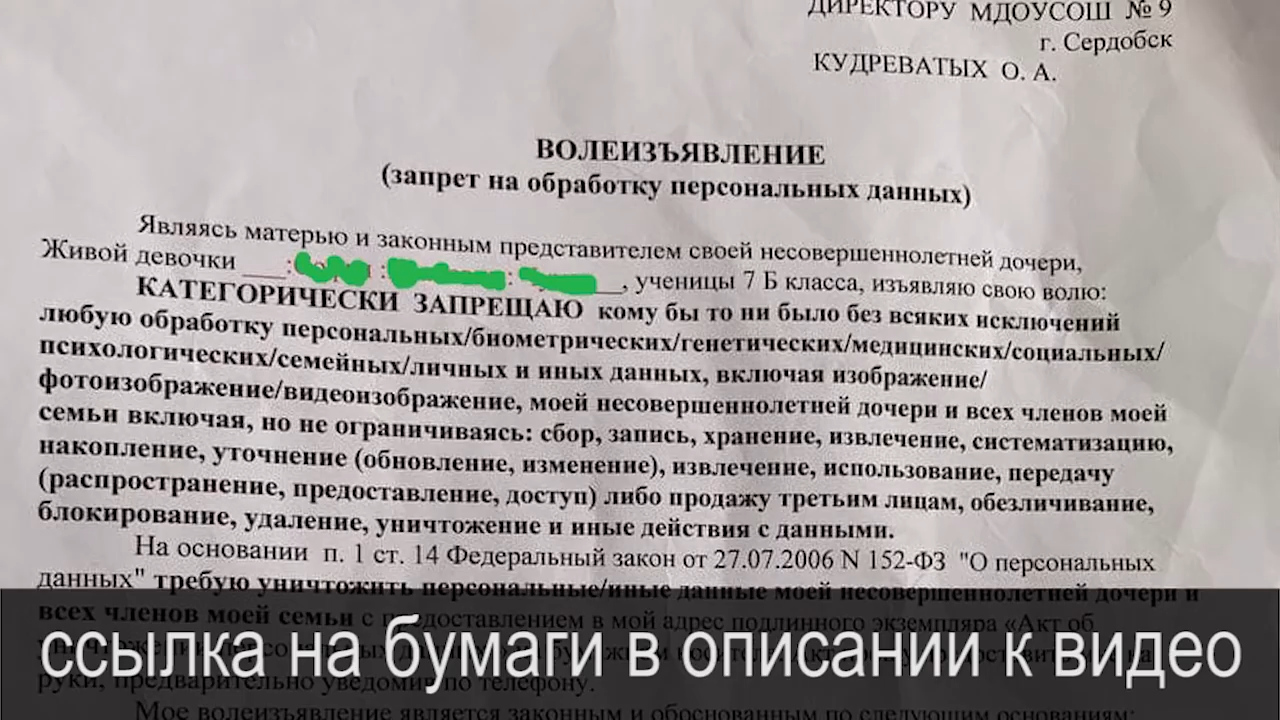 ДИРЕКТОРУ МДОУСОШ № 9
г. Сердобск
КУДРЕВАТЫХ О. А.
ВОЛЕИЗЪЯВЛЕНИЕ
(запрет на обработку персональных данных)
Являясь матерью и законным представителем своей несовершеннолетней дочери,
Живой девочки ___, ученицы 7 Б класса, изъявляю свою волю:
КАТЕГОРИЧЕСКИ ЗАПРЕЩАЮ кому бы то ни было без всяких исключений
любую обработку персональных/биометрических/генетических/медицинских/социальных/
психологических/семейных/личных и иных данных, включая изображение/
фотоизображение/видеоизображение, моей несовершеннолетней дочери и всех членов моей
семьи включая, но не ограничиваясь: сбор, запись, хранение, извлечение, систематизацию,
накопление, уточнение (обновление, изменение), извлечение, использование, передачу
(распространение, предоставление, доступ) либо продажу третьим лицам, обезличивание,
блокирование, удаление, уничтожение и иные действия с данными.
На основании п. 1 ст. 14 Федеральный закон от 27.07.2006 N 152-ФЗ "О персональных
данных" требую уничтожить персональные/иные данные моей несовершеннолетней дочери и
всех членов моей семьи с предоставлением в мой адрес подлинного экземпляра «Акт об
ссылка на бумаги в описании к видео
руки, предварительно уведомив по телефону.
Мое волеизъявление является законным и обоснованным по следующим основаниям: